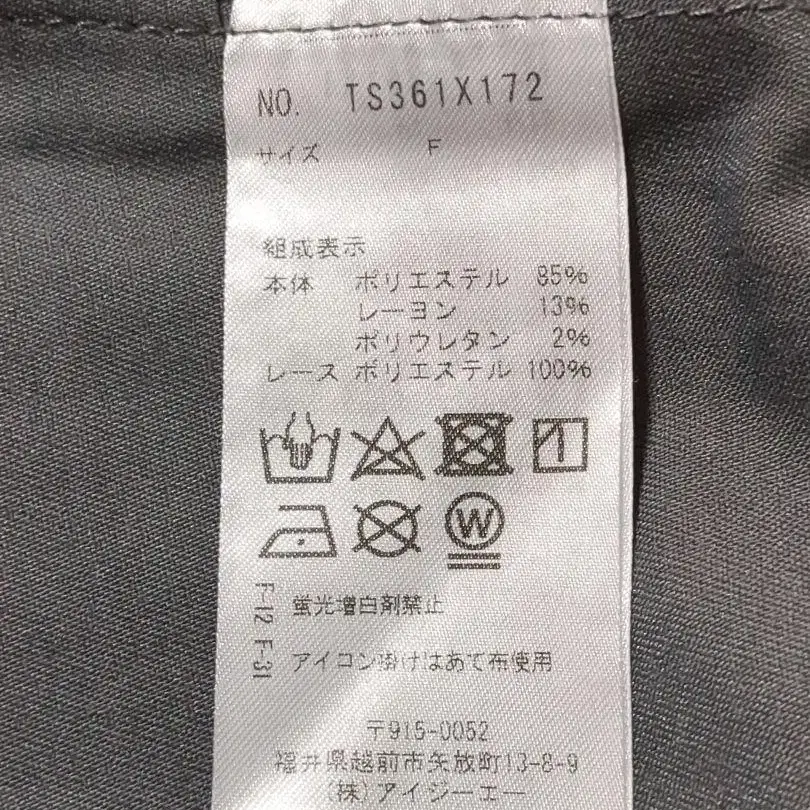 NO. TS361X172
サイズ F
組成表示
本体 ポリエステル 85%
レーヨン 13%
ポリウレタン 2%
レース ポリエステル 100%
W
F-12 蛍光増白剤禁止
F-31 アイロン掛けはあて布使用
〒915-0052
福井県越前市矢放町13-8-9
(株)アイジーエー